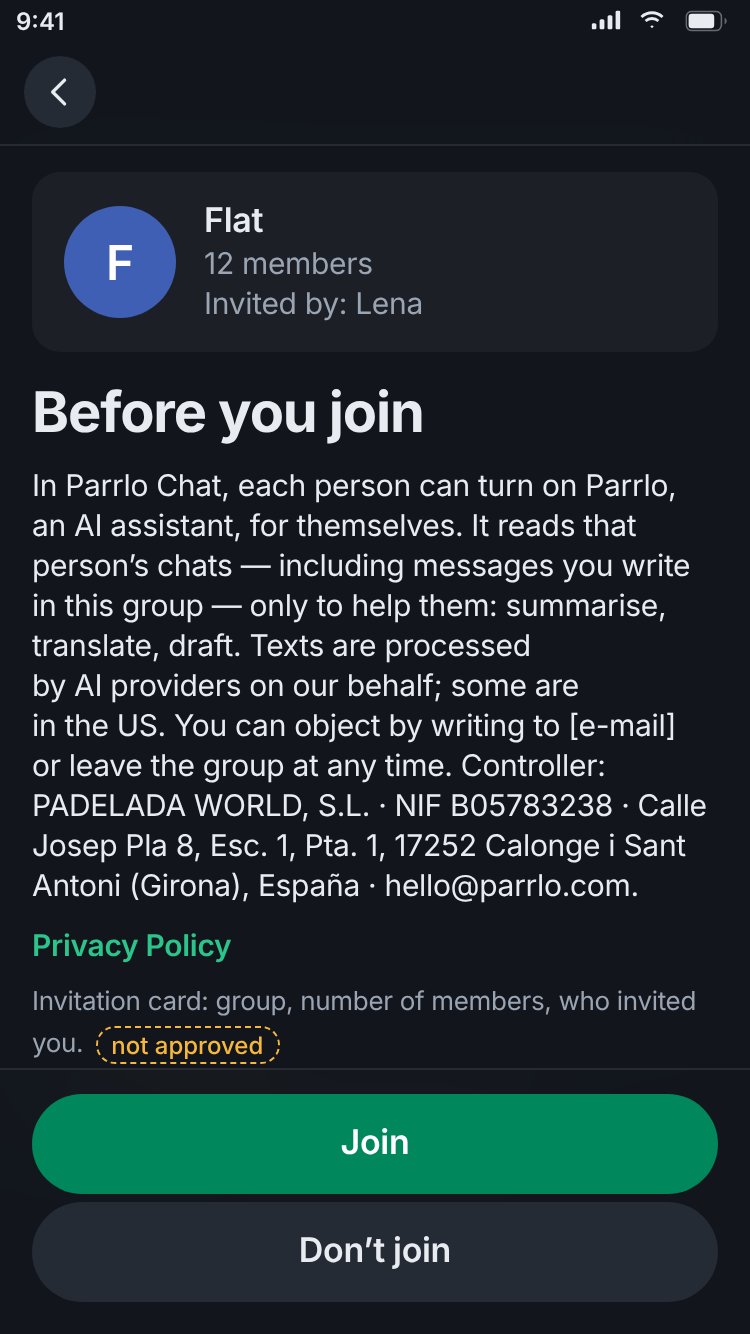 9:41
F
Flat
12 members
Invited by: Lena
Before you join
In Parrlo Chat, each person can turn on Parrlo,
an AI assistant, for themselves. It reads that
person’s chats — including messages you write
in this group — only to help them: summarise,
translate, draft. Texts are processed
by AI providers on our behalf; some are
in the US. You can object by writing to [e-mail]
or leave the group at any time. Controller:
PADELADA WORLD, S.L. · NIF B05783238 · Calle
Josep Pla 8, Esc. 1, Pta. 1, 17252 Calonge i Sant
Antoni (Girona), España · hello@parrlo.com.
Privacy Policy
Invitation card: group, number of members, who invited
you. not approved
Join
Don’t join